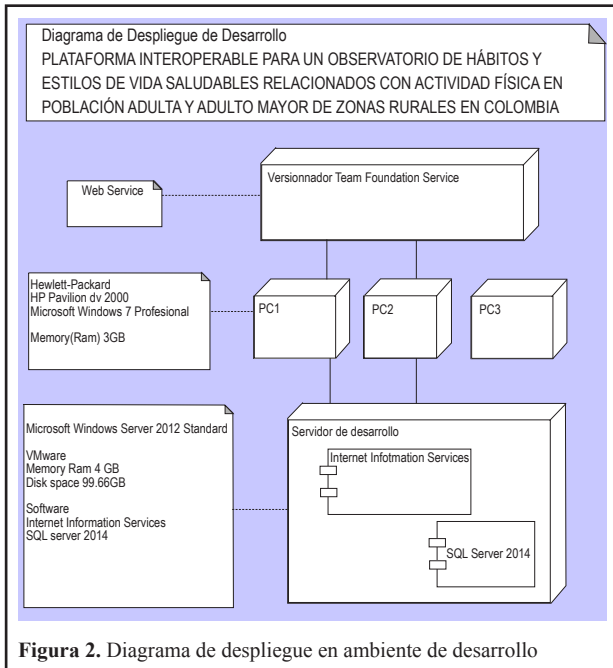 Diagrama de Despliegue de Desarrollo
PLATAFORMA INTEROPERABLE PARA UN OBSERVATORIO DE HÁBITOS Y
ESTILOS DE VIDA SALUDABLES RELACIONADOS CON ACTIVIDAD FÍSICA EN
POBLACIÓN ADULTA Y ADULTO MAYOR DE ZONAS RURALES EN COLOMBIA
Versionnador Team Foundation Service
Web Service
Hewlett-Packard
HP Pavilion dv 2000
Microsoft Windows 7 Profesional
Memory(Ram) 3GB
PC1
PC2
PC3
Microsoft Windows Server 2012 Standard
VMware
Memory Ram 4 GB
Disk space 99.66GB
Software
Internet Information Services
SQL server 2014
Servidor de desarrollo
Internet Infotmation Services
SQL Server 2014
Figura 2. Diagrama de despliegue en ambiente de desarrollo